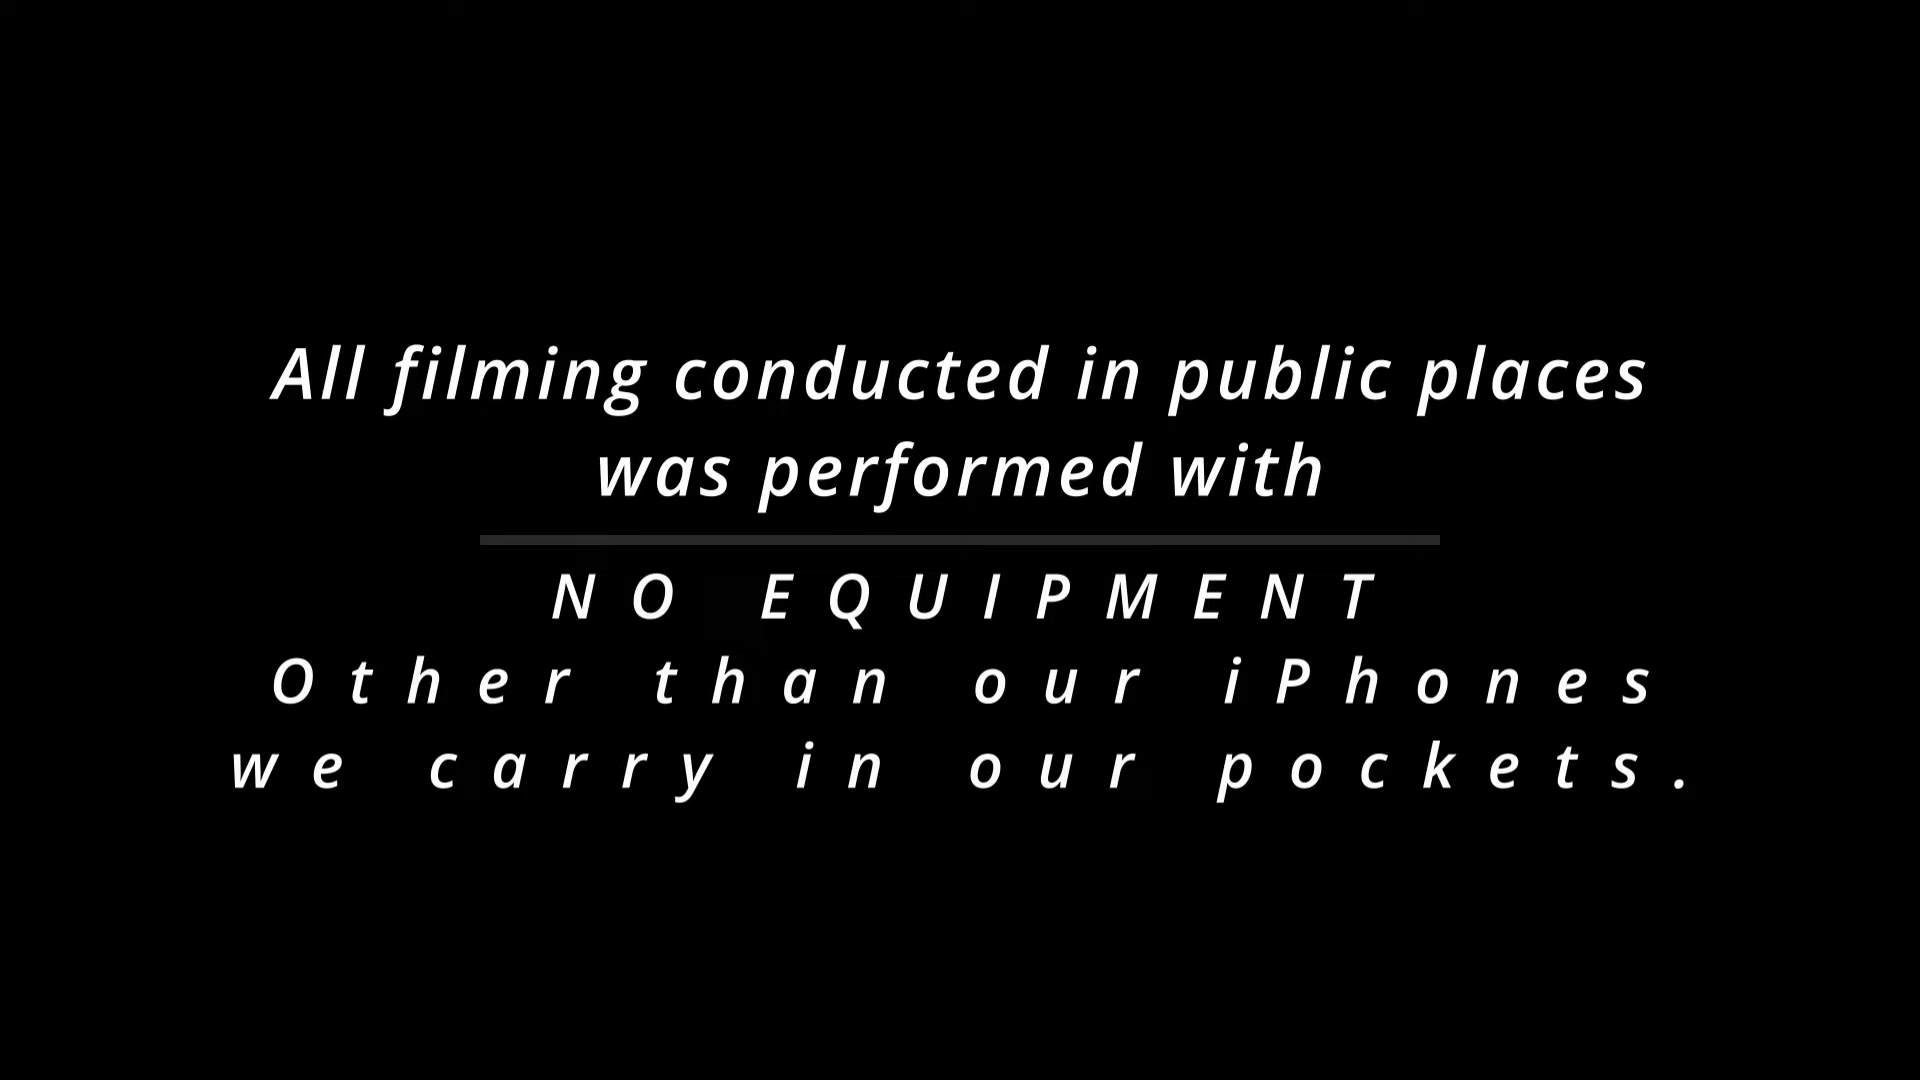 All filming conducted in public places
was performed with
NO EQUIPMENT
Other than our iPhones
we carry in our pockets.